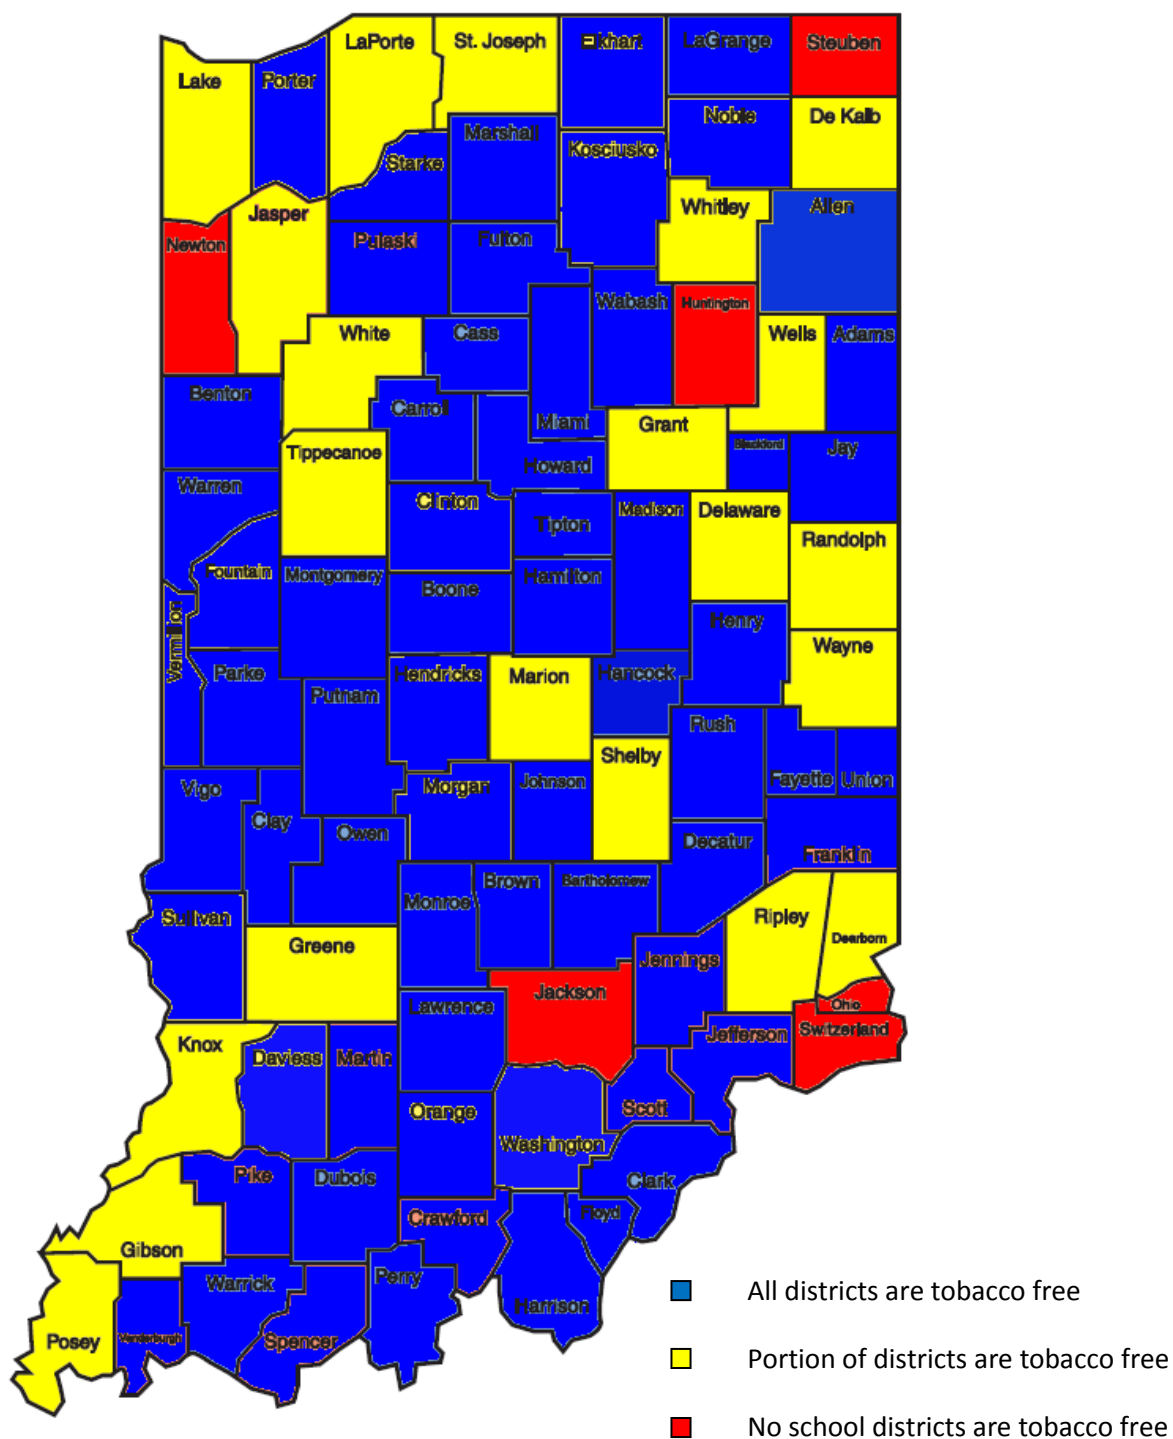 LaPorte
St. Joseph
Elkhart
LaGrange
Steuben
Lake
Porter
Noble
De Kalb
Marshall
Kosciusko
Starke
Whitley
Allen
Jasper
Newton
Pulaski
Fulton
Wabash
Huntington
White
Cass
Wells
Adams
Benton
Carroll
Miami
Grant
Tippecanoe
Howard
Blackford
Jay
Warren
Clinton
Tipton
Madison
Delaware
Randolph
Fountain
Montgomery
Boone
Hamilton
Henry
Vermillion
Wayne
Parke
Hendricks
Marion
Hancock
Putnam
Rush
Shelby
Vigo
Morgan
Johnson
Fayette
Union
Clay
Owen
Decatur
Franklin
Monroe
Brown
Bartholomew
Sullivan
Greene
Ripley
Dearborn
Jennings
Jackson
Lawrence
Ohio
Switzerland
Jefferson
Knox
Daviess
Martin
Orange
Scott
Washington
Pike
Dubois
Clark
Crawford
Floyd
Gibson
Warrick
Perry
Harrison
Posey
Vanderburgh
Spencer
All districts are tobacco free
Portion of districts are tobacco free
No school districts are tobacco free